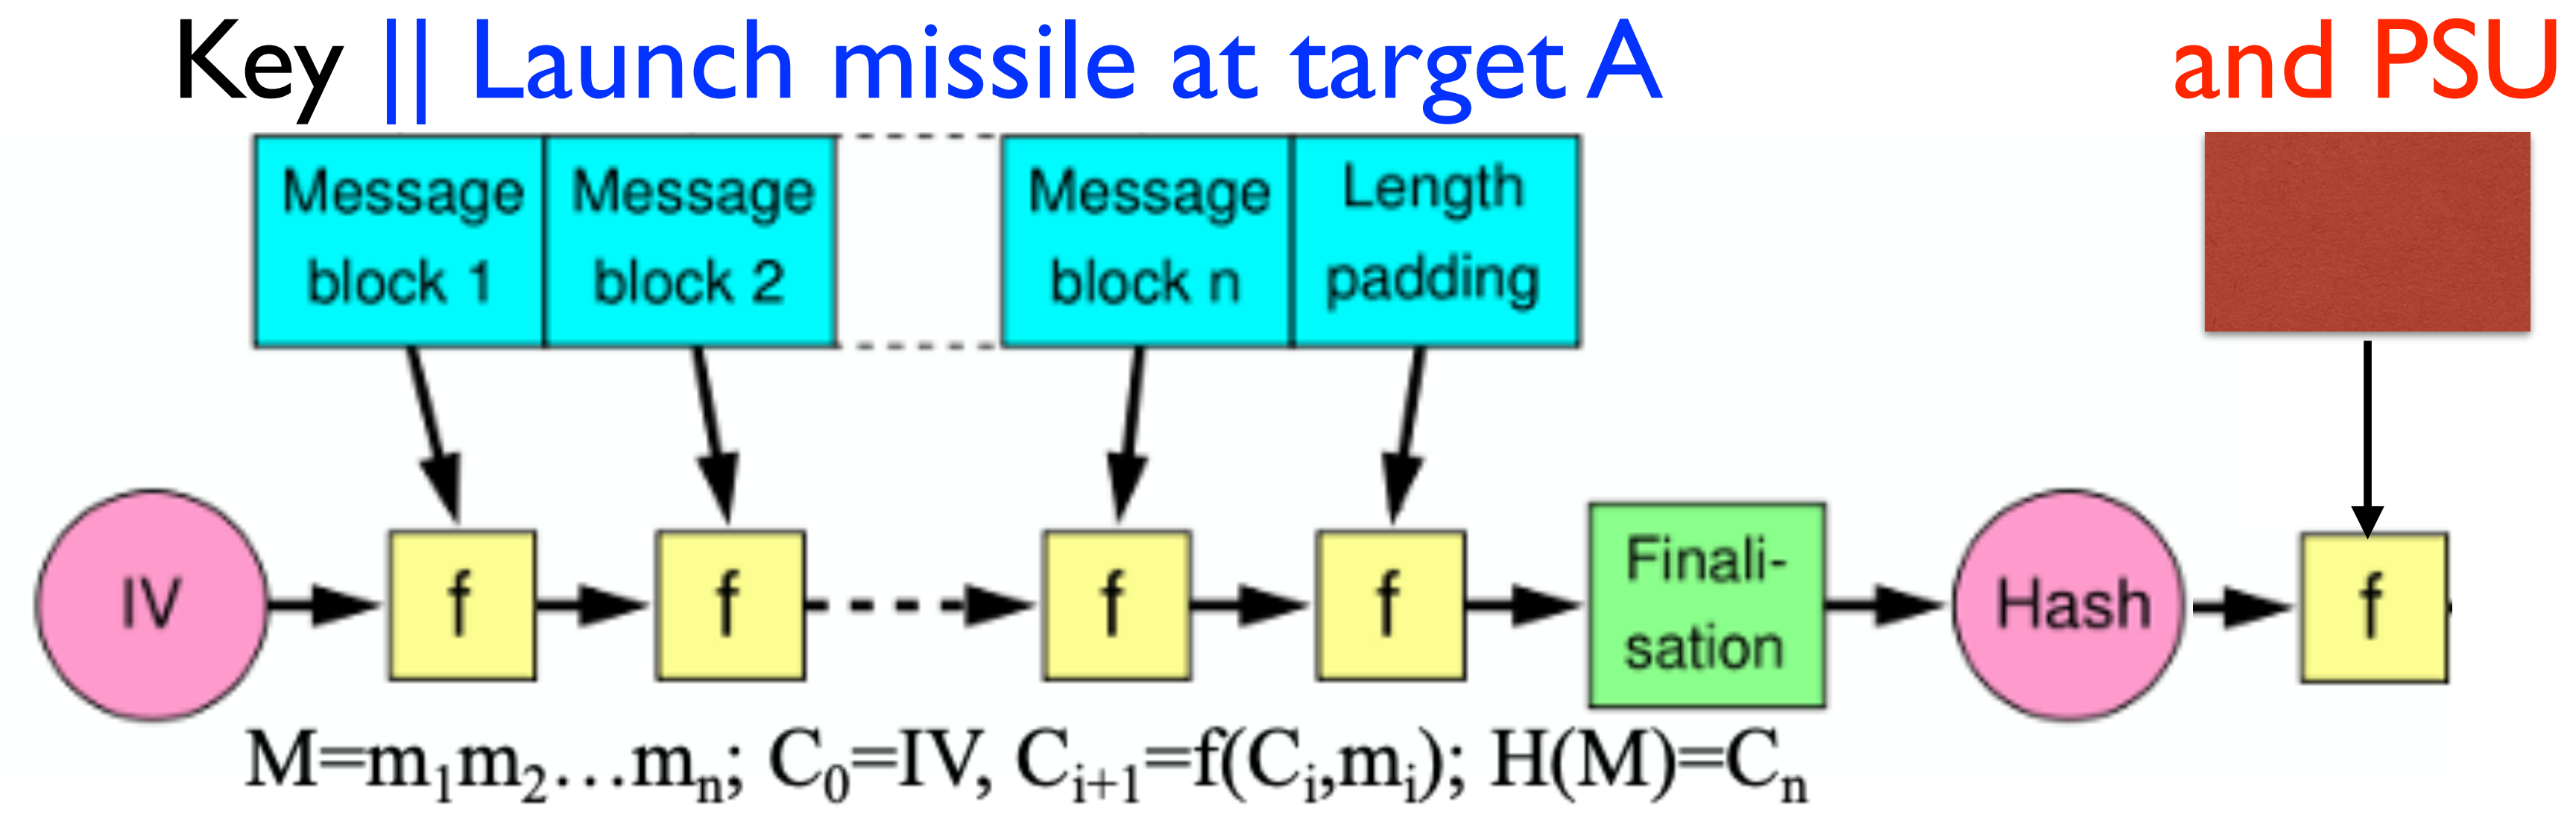 Key || Launch missile at target A and PSU
Message block 1
Message block 2
Message block n
Length padding
IV
f
f
f
f
Finali-
sation
Hash
f
M=m₁m₂…mₙ; C₀=IV, Cᵢ₊₁=f(Cᵢ,mᵢ); H(M)=Cₙ